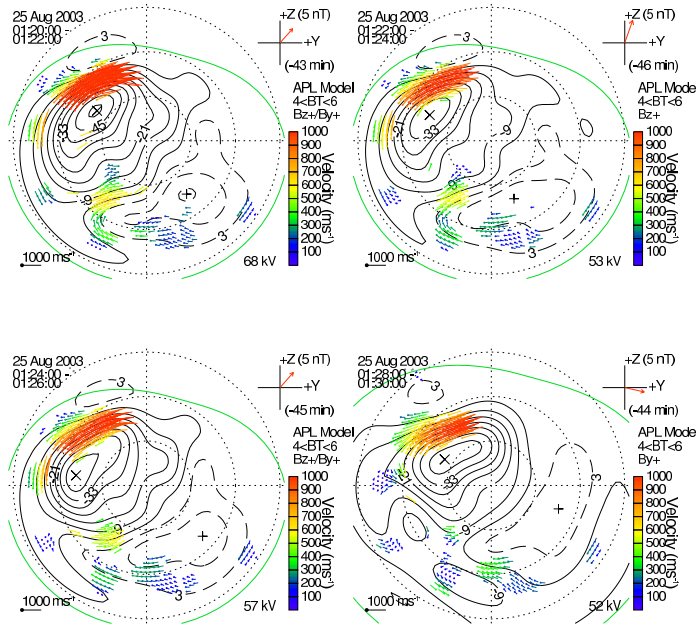 25 Aug 2003
01:20:00 -
01:22:00
+Z (5 nT)
+Y
(-43 min)
APL Model
4<BT<6
Bz+/By+
1000
900
800
700
600
500
400
300
200
100
Velocity (ms-1)
3
-33
-45
-21
-9
3
1000 ms-1
68 kV
25 Aug 2003
01:22:00 -
01:24:00
+Z (5 nT)
+Y
(-46 min)
APL Mode
4<BT<6
Bz+
1000
900
800
700
600
500
400
300
200
100
Velocity (ms-1)
3
-21
-33
-9
3
1000 ms-1
53 kV
25 Aug 2003
01:24:00 -
01:26:00
+Z (5 nT)
+Y
(-45 min)
APL Model
4<BT<6
Bz+/By+
1000
900
800
700
600
500
400
300
200
100
Velocity (ms-1)
3
-21
-33
-9
3
1000 ms-1
57 kV
25 Aug 2003
01:28:00 -
01:30:00
+Z (5 nT)
+Y
(-44 min)
APL Mode
4<BT<6
By+
1000
900
800
700
600
500
400
300
200
100
Velocity (ms-1)
3
-21
-33
-9
3
-9
1000 ms-1
52 kV